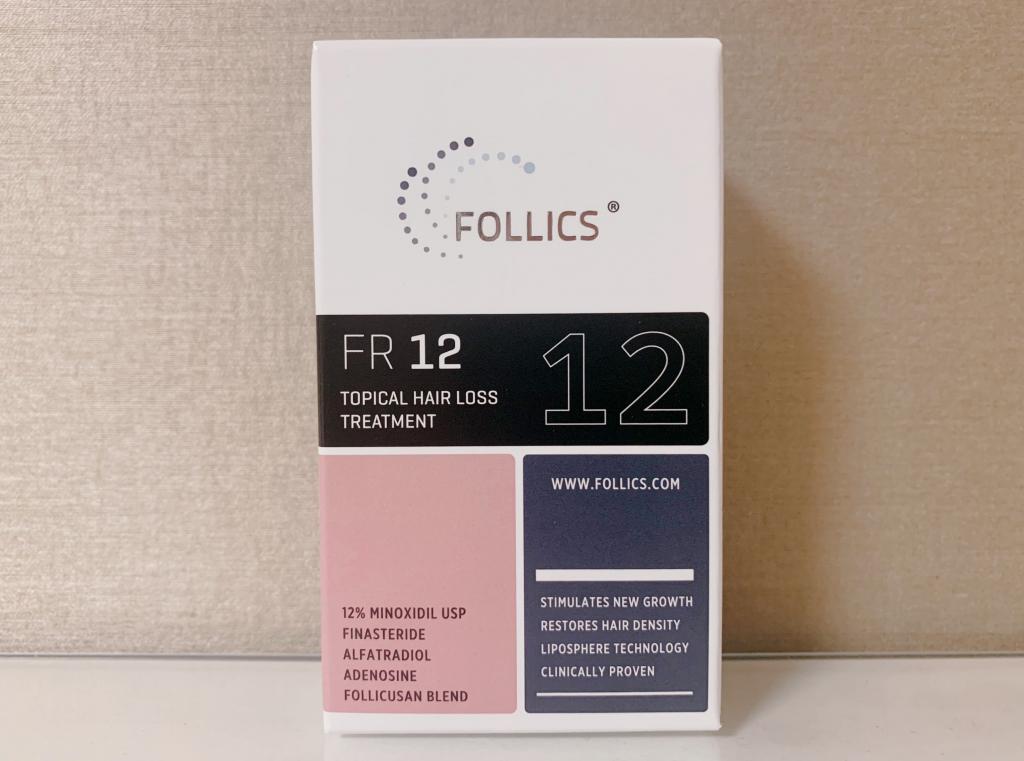 FOLLICS®
FR 12
TOPICAL HAIR LOSS
TREATMENT
12
12% MINOXIDIL USP
FINASTERIDE
ALFATRADIOL
ADENOSINE
FOLLICUSAN BLEND
WWW.FOLLICS.COM
STIMULATES NEW GROWTH
RESTORES HAIR DENSITY
LIPOSPHERE TECHNOLOGY
CLINICALLY PROVEN